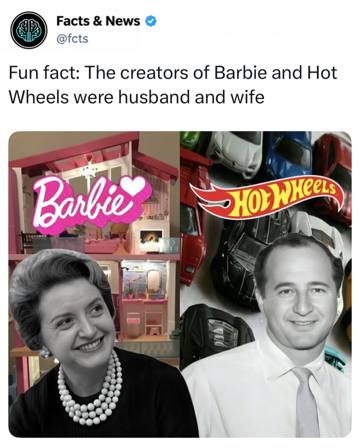 Facts & News
@fcts
Fun fact: The creators of Barbie and Hot
Wheels were husband and wife
Barbie
HOT WHEELS